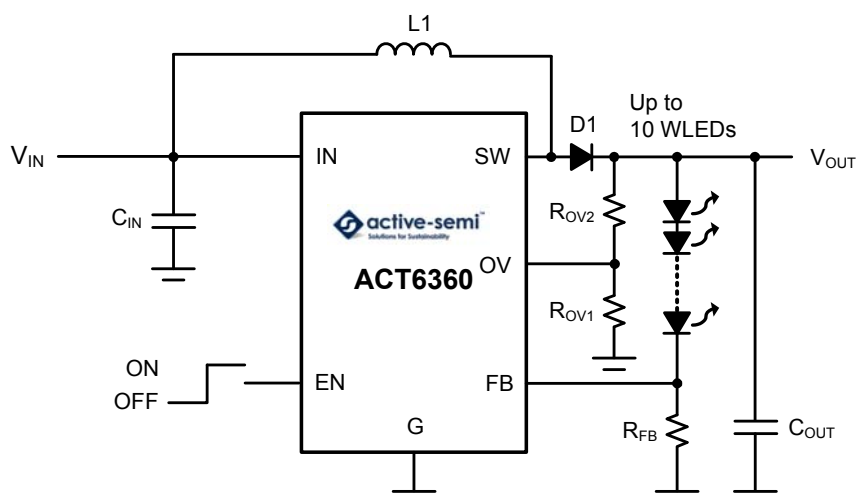 L1
Up to
10 WLEDs
D1
VIN
IN
SW
VOUT
CIN
active-semi™
Solutions for Sustainability
ROV2
OV
ACT6360
ROV1
ON
OFF
EN
FB
G
RFB
COUT